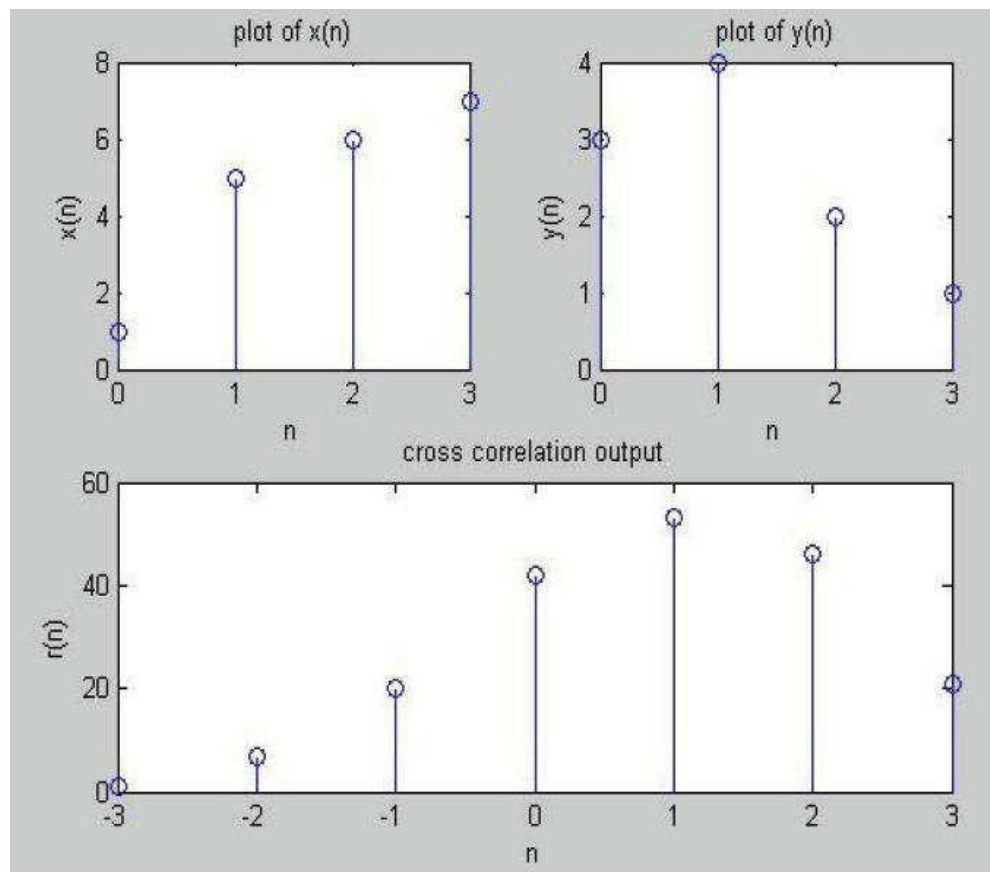 plot of x(n)
8
6
4
2
0
x(n)
0 1 2 3
n
plot of y(n)
4
3
2
1
0
y(n)
0 1 2 3
n
cross correlation output
60
40
20
0
r(n)
-3 -2 -1 0 1 2 3
n